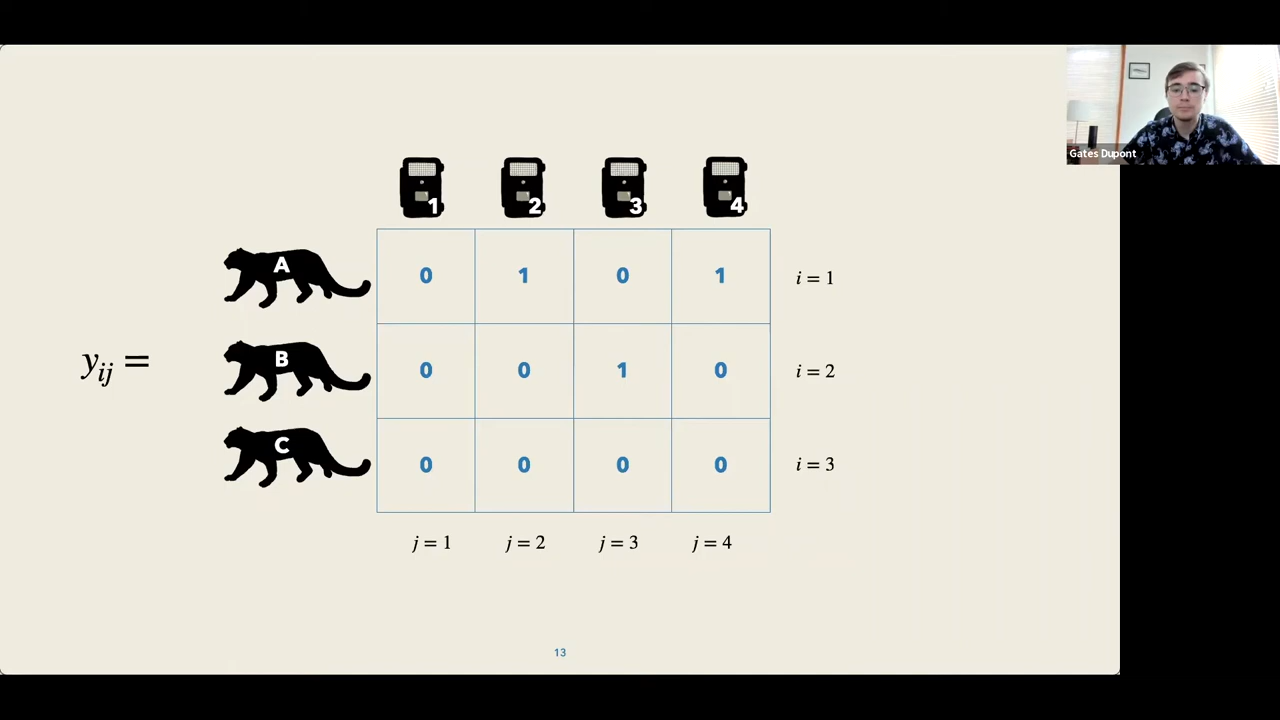 Gates Dupont
1 2 3 4
A 0 1 0 1 i = 1
y_ij =
B 0 0 1 0 i = 2
C 0 0 0 0 i = 3
j = 1 j = 2 j = 3 j = 4
13